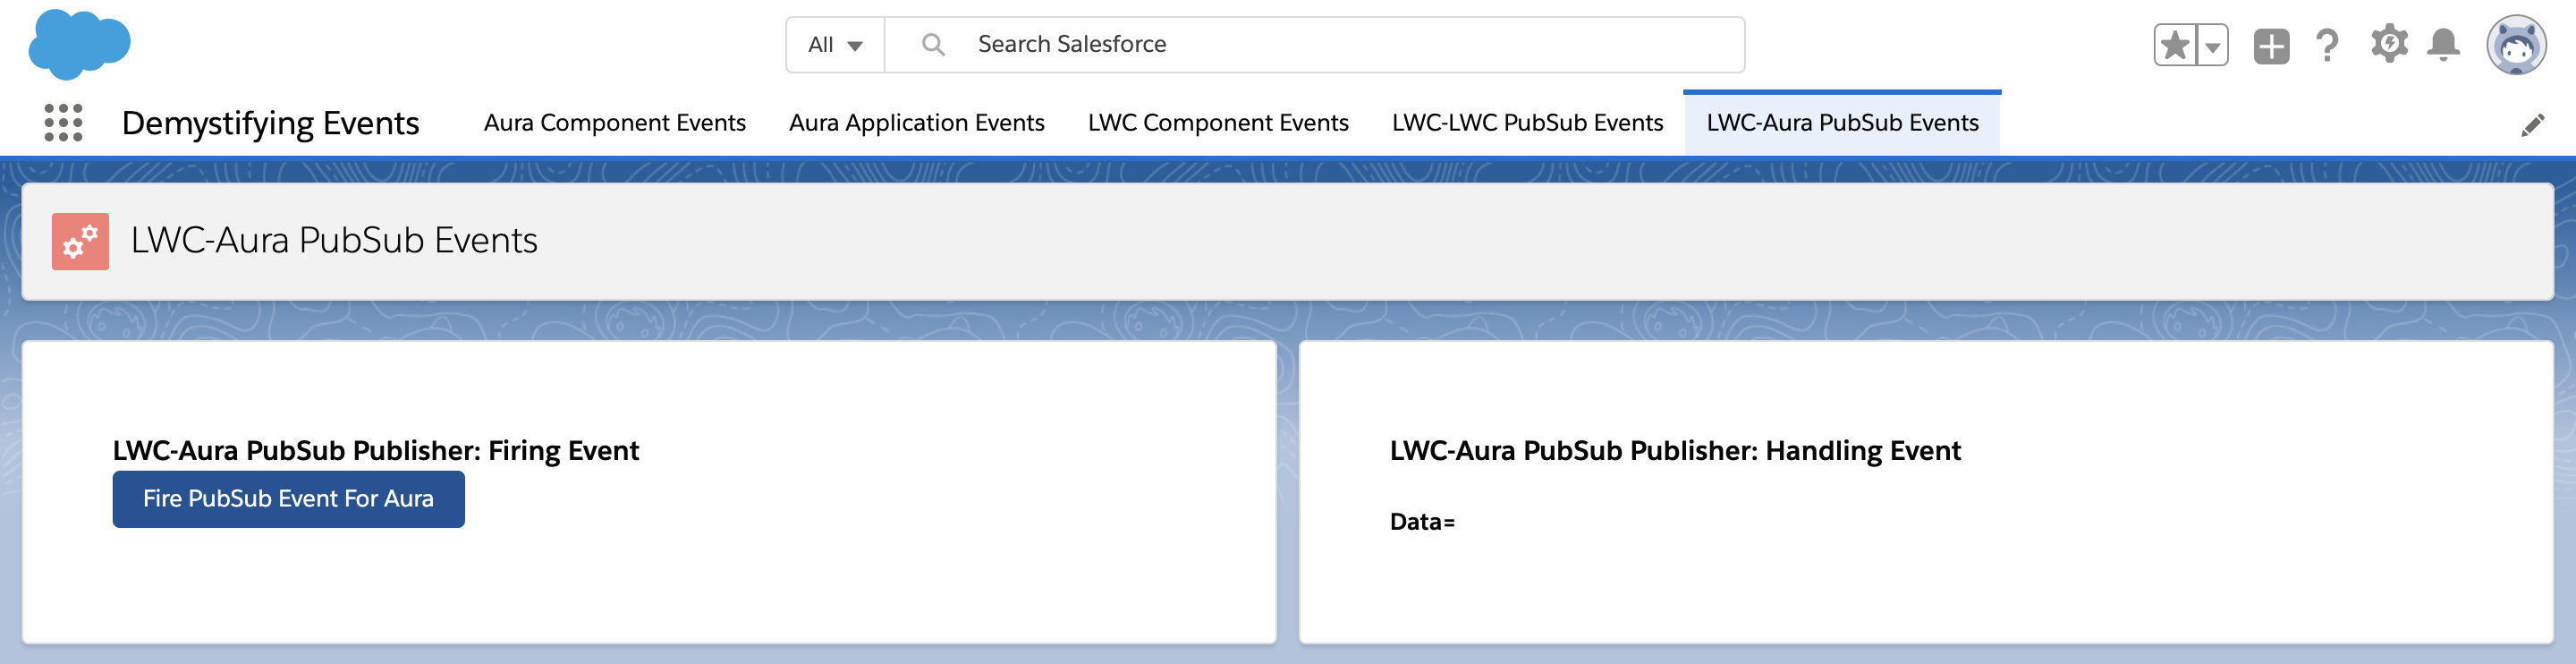 All
Search Salesforce
Demystifying Events
Aura Component Events
Aura Application Events
LWC Component Events
LWC-LWC PubSub Events
LWC-Aura PubSub Events
LWC-Aura PubSub Events
LWC-Aura PubSub Publisher: Firing Event
Fire PubSub Event For Aura
LWC-Aura PubSub Publisher: Handling Event
Data=